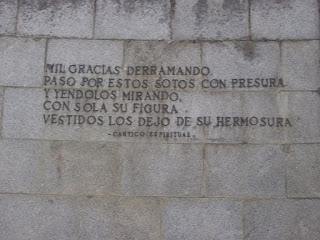 MIL GRACIAS DERRAMANDO,
PASO POR ESTOS SOTOS CON PRESURA
Y YENDOLOS MIRANDO,
CON SOLA SU FIGURA
VESTIDOS LOS DEJO DE SU HERMOSURA
- CANTICO ESPIRITUAL -